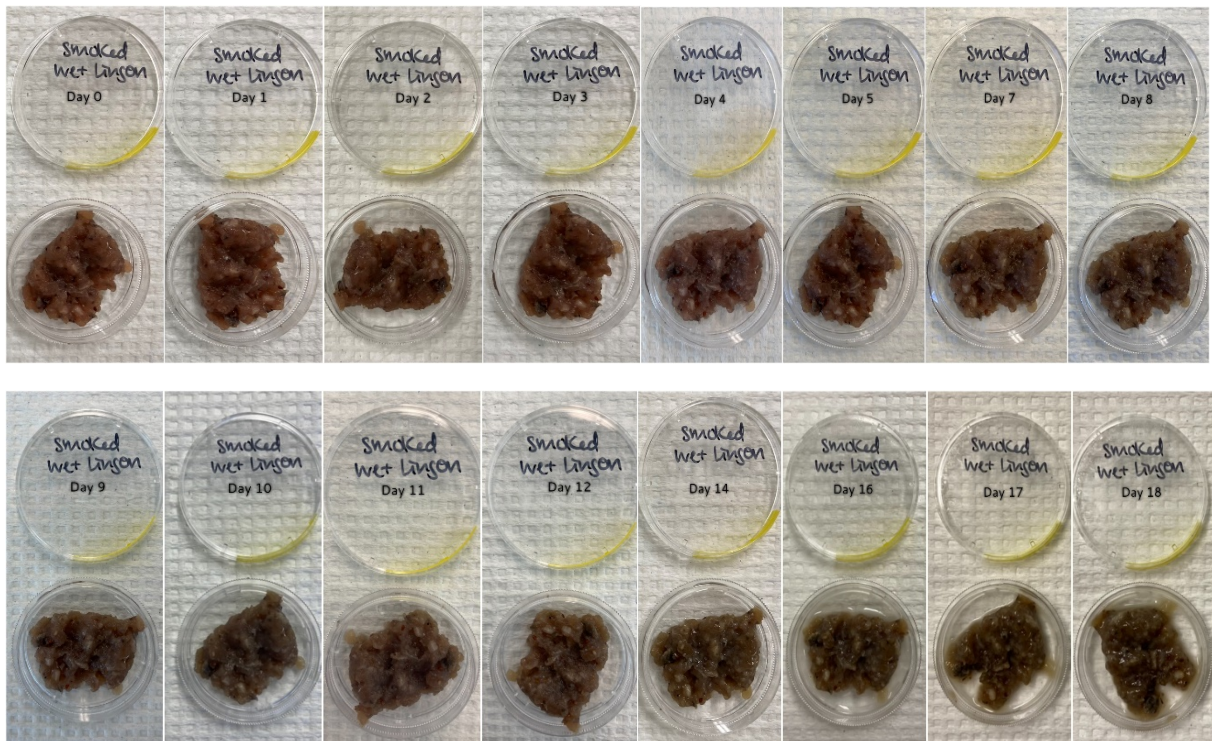 Smoked
Wet Lingon
Day 0
Smoked
Wet Lingon
Day 1
Smoked
Wet Lingon
Day 2
Smoked
Wet Lingon
Day 3
Smoked
Wet Lingon
Day 4
Smoked
Wet Lingon
Day 5
Smoked
Wet Lingon
Day 7
Smoked
Wet Lingon
Day 8
Smoked
Wet Lingon
Day 9
Smoked
Wet Lingon
Day 10
Smoked
Wet Lingon
Day 11
Smoked
Wet Lingon
Day 12
Smoked
Wet Lingon
Day 14
Smoked
Wet Lingon
Day 16
Smoked
Wet Lingon
Day 17
Smoked
Wet Lingon
Day 18